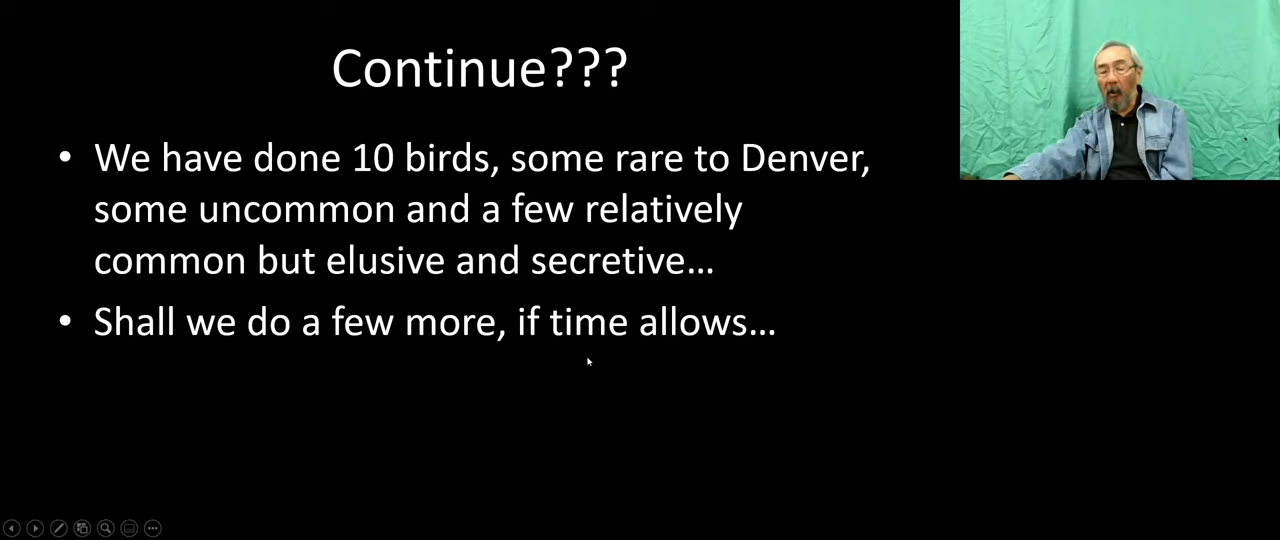 Continue???
• We have done 10 birds, some rare to Denver,
some uncommon and a few relatively
common but elusive and secretive…
• Shall we do a few more, if time allows…